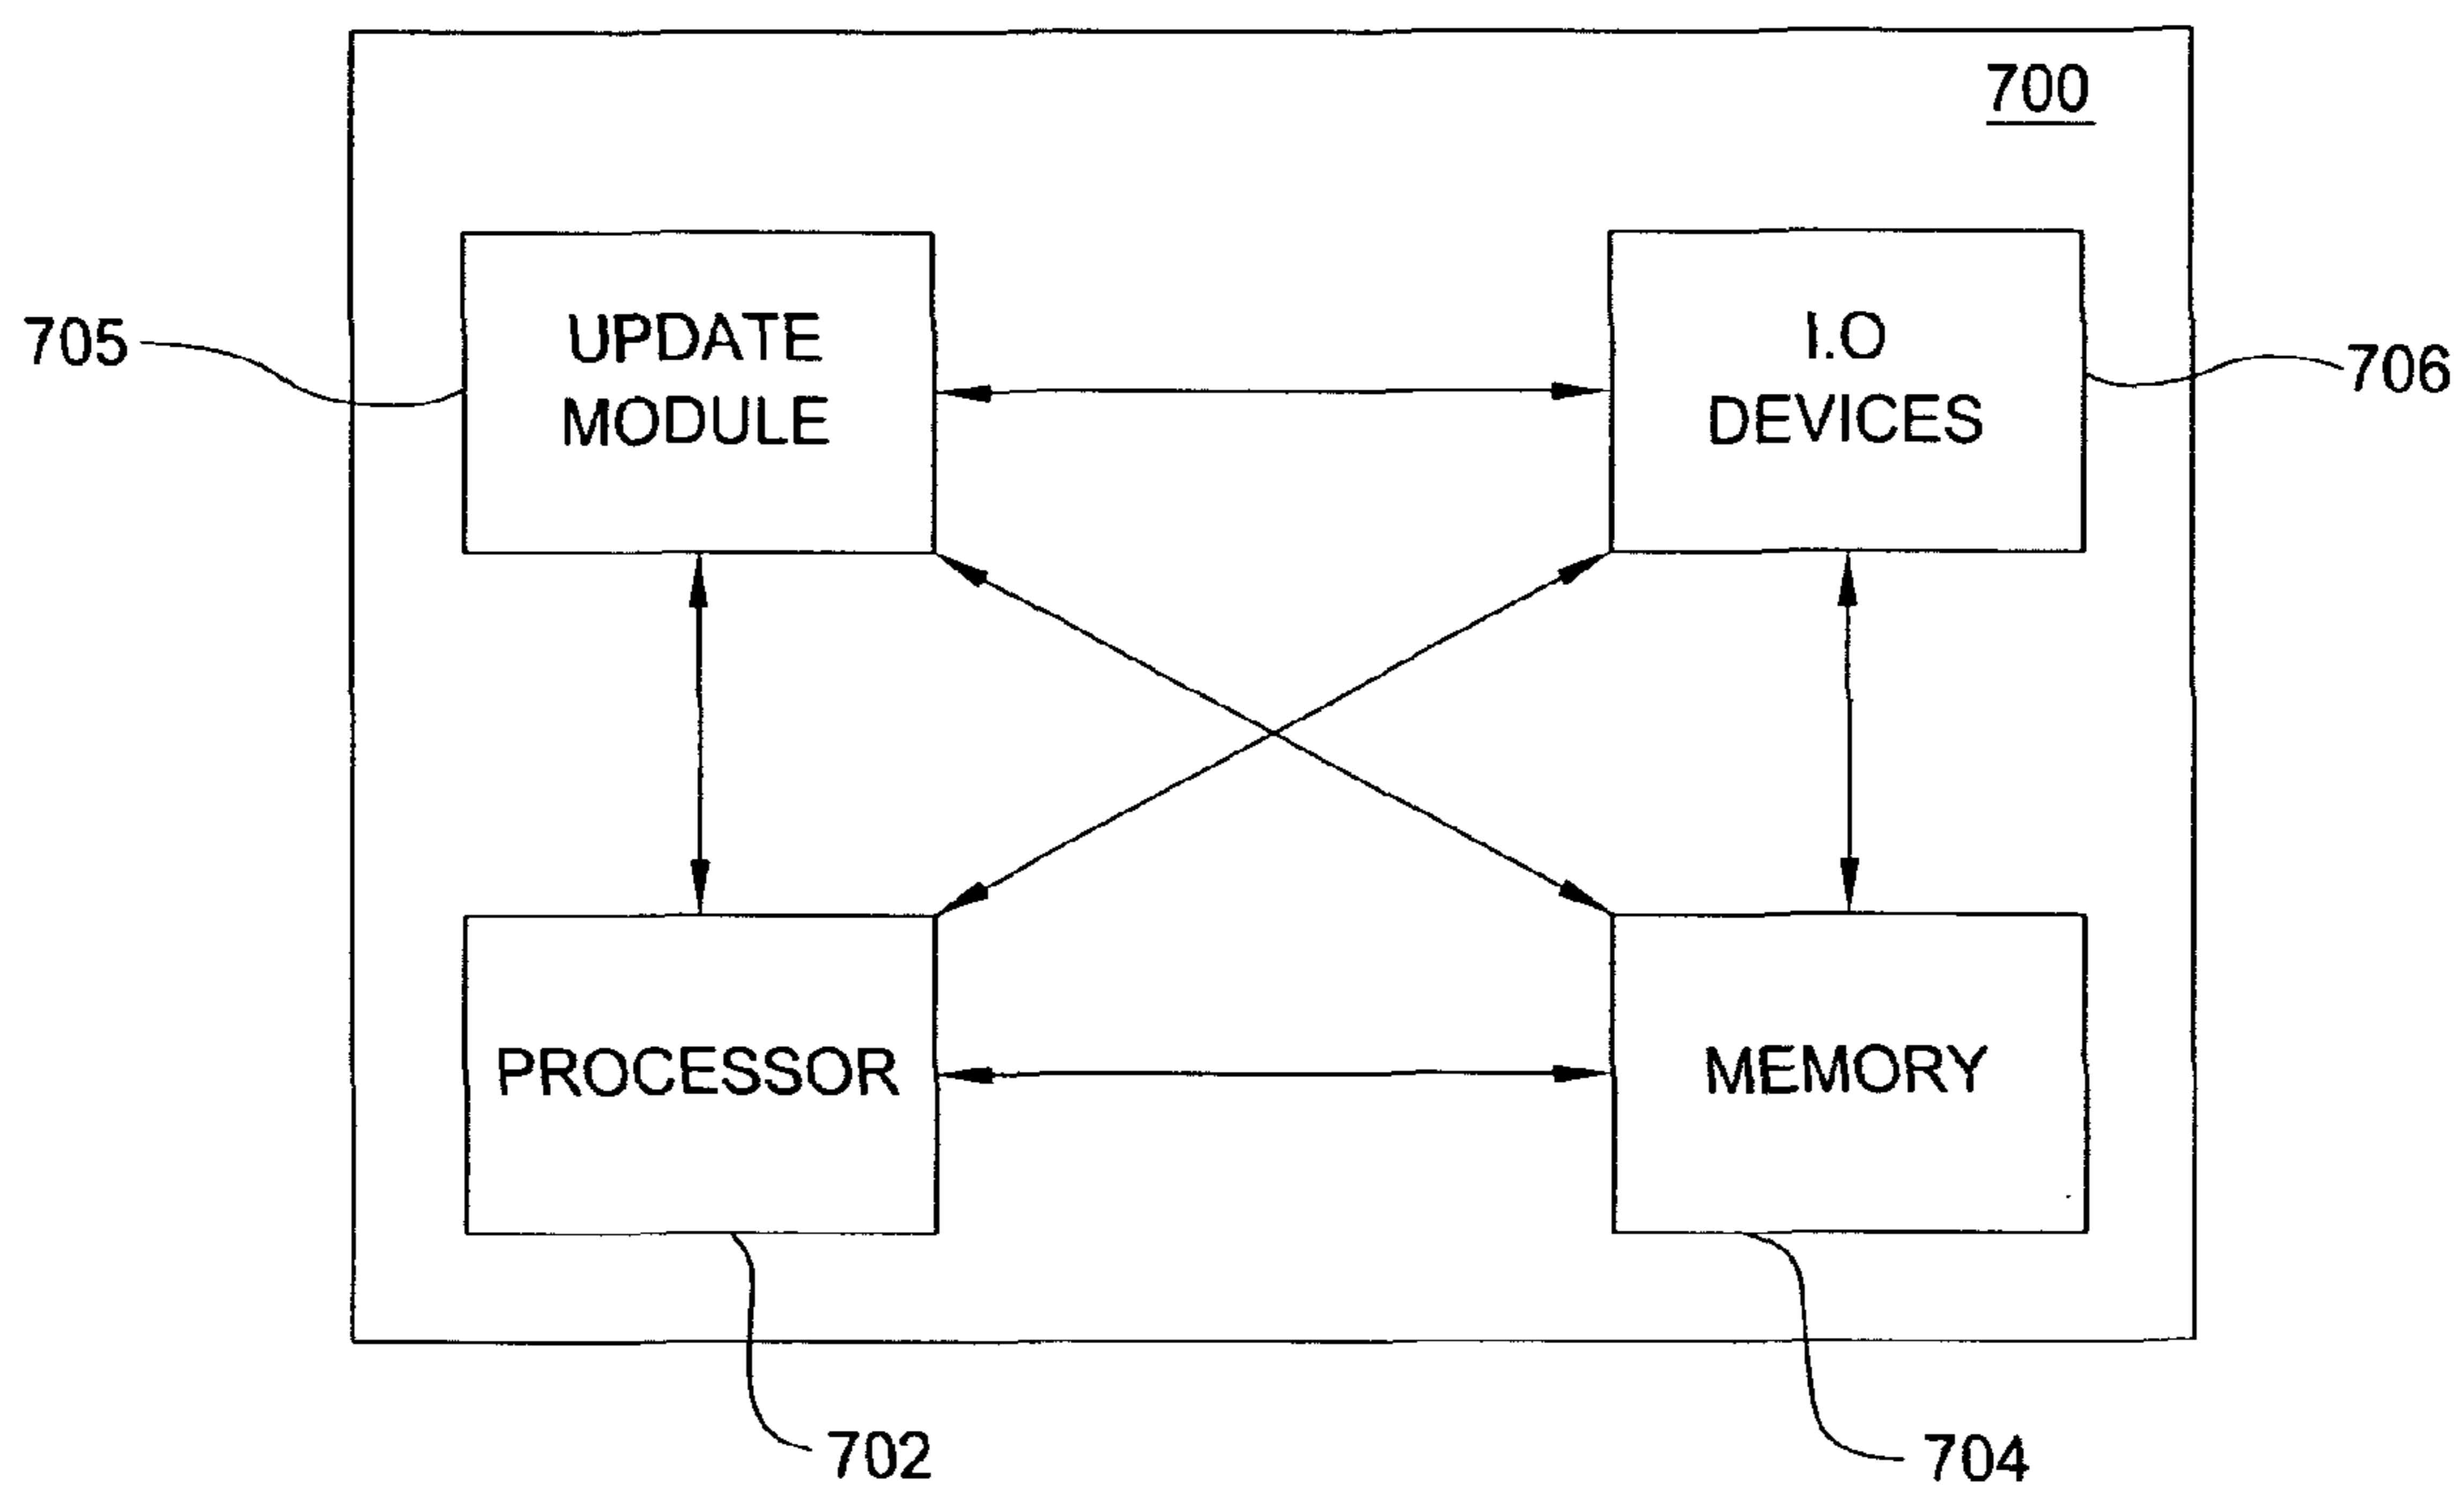 700
705
UPDATE
MODULE
I.O
DEVICES
706
PROCESSOR
MEMORY
702
704